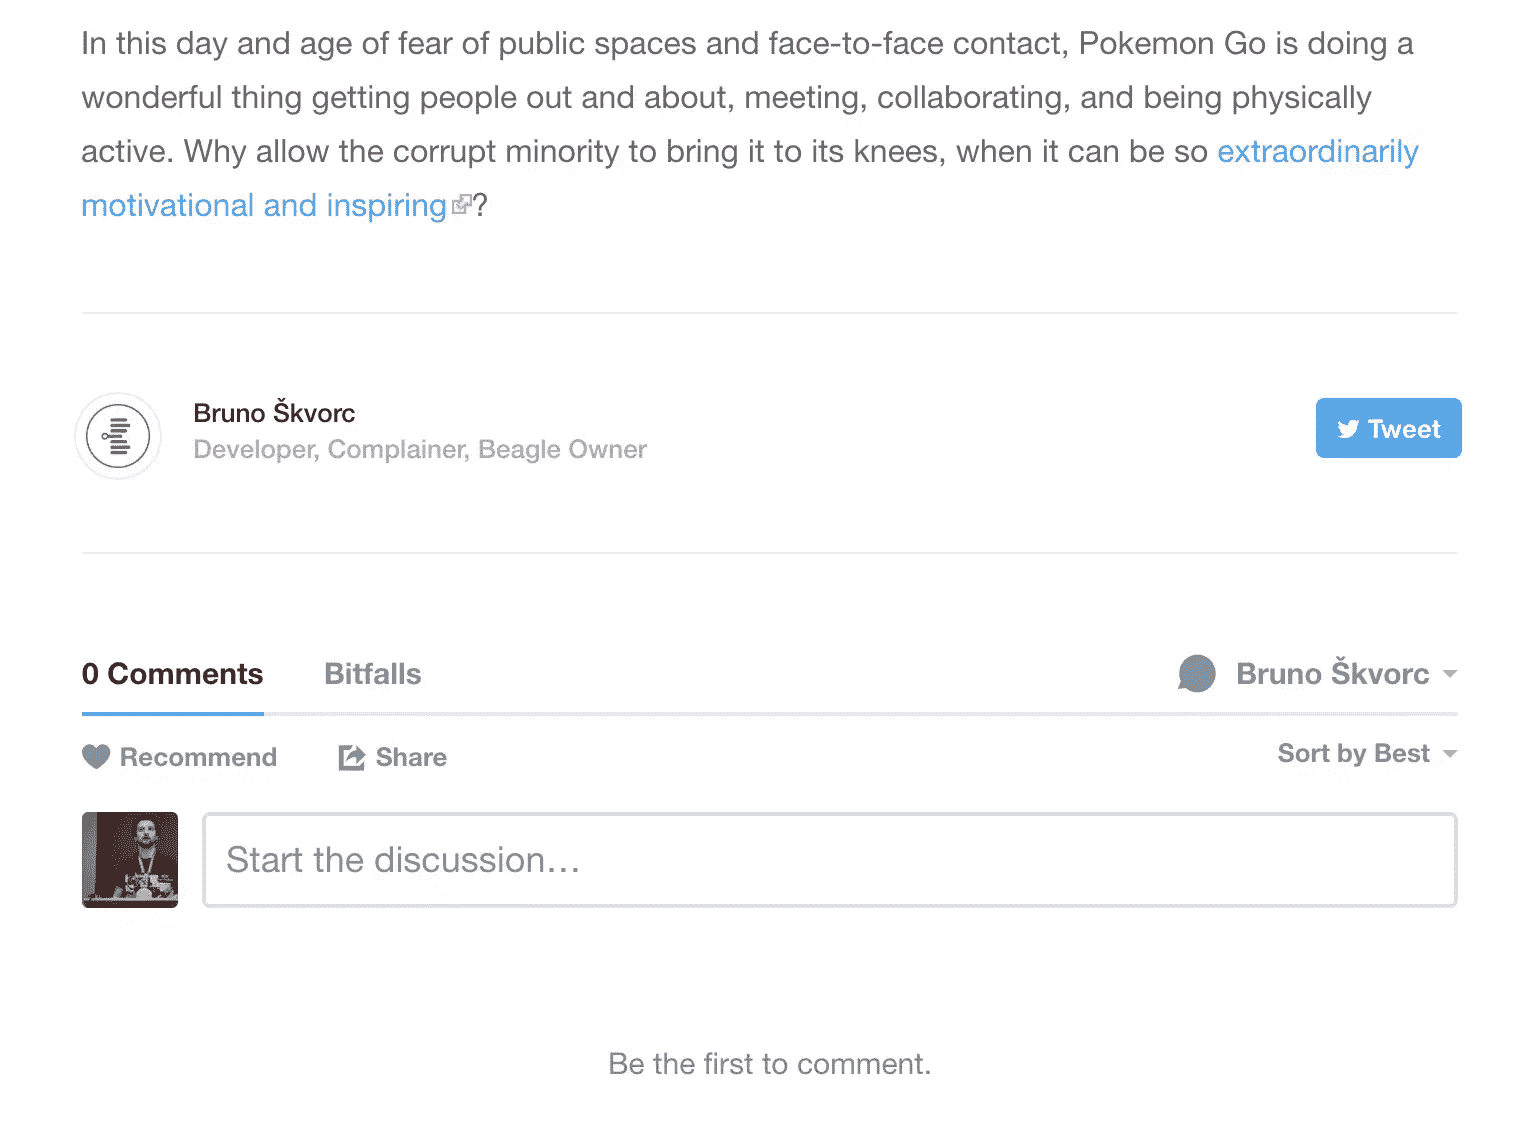 In this day and age of fear of public spaces and face-to-face contact, Pokemon Go is doing a
wonderful thing getting people out and about, meeting, collaborating, and being physically
active. Why allow the corrupt minority to bring it to its knees, when it can be so extraordinarily
motivational and inspiring?
Bruno Škvorc
Developer, Complainer, Beagle Owner
Tweet
0 Comments Bitfalls Bruno Škvorc
Recommend Share Sort by Best
Start the discussion…
Be the first to comment.